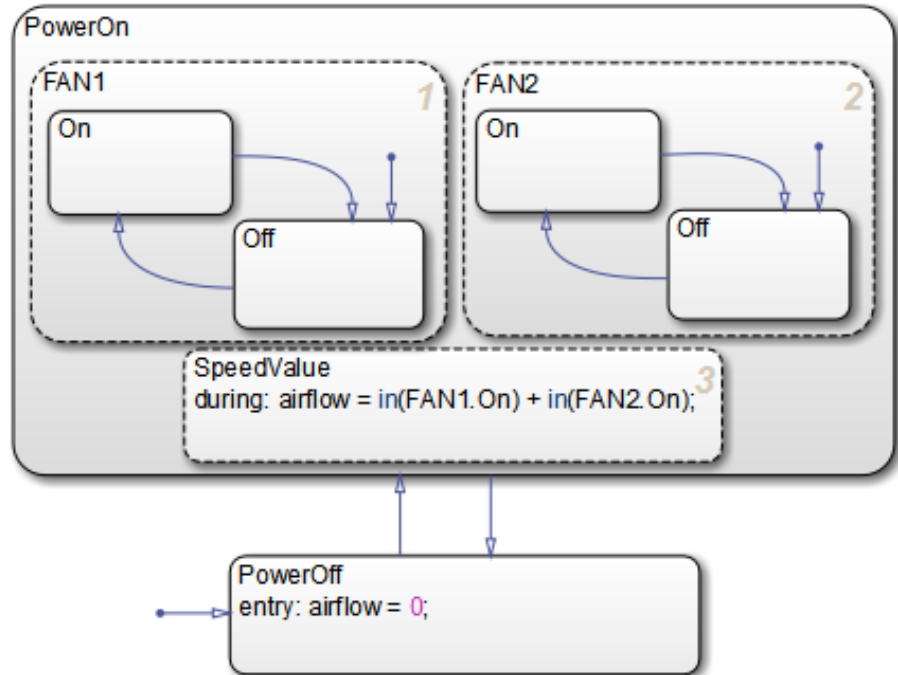 PowerOn
FAN1
1
On
Off
FAN2
2
On
Off
SpeedValue
3
during: airflow = in(FAN1.On) + in(FAN2.On);
PowerOff
entry: airflow = 0;